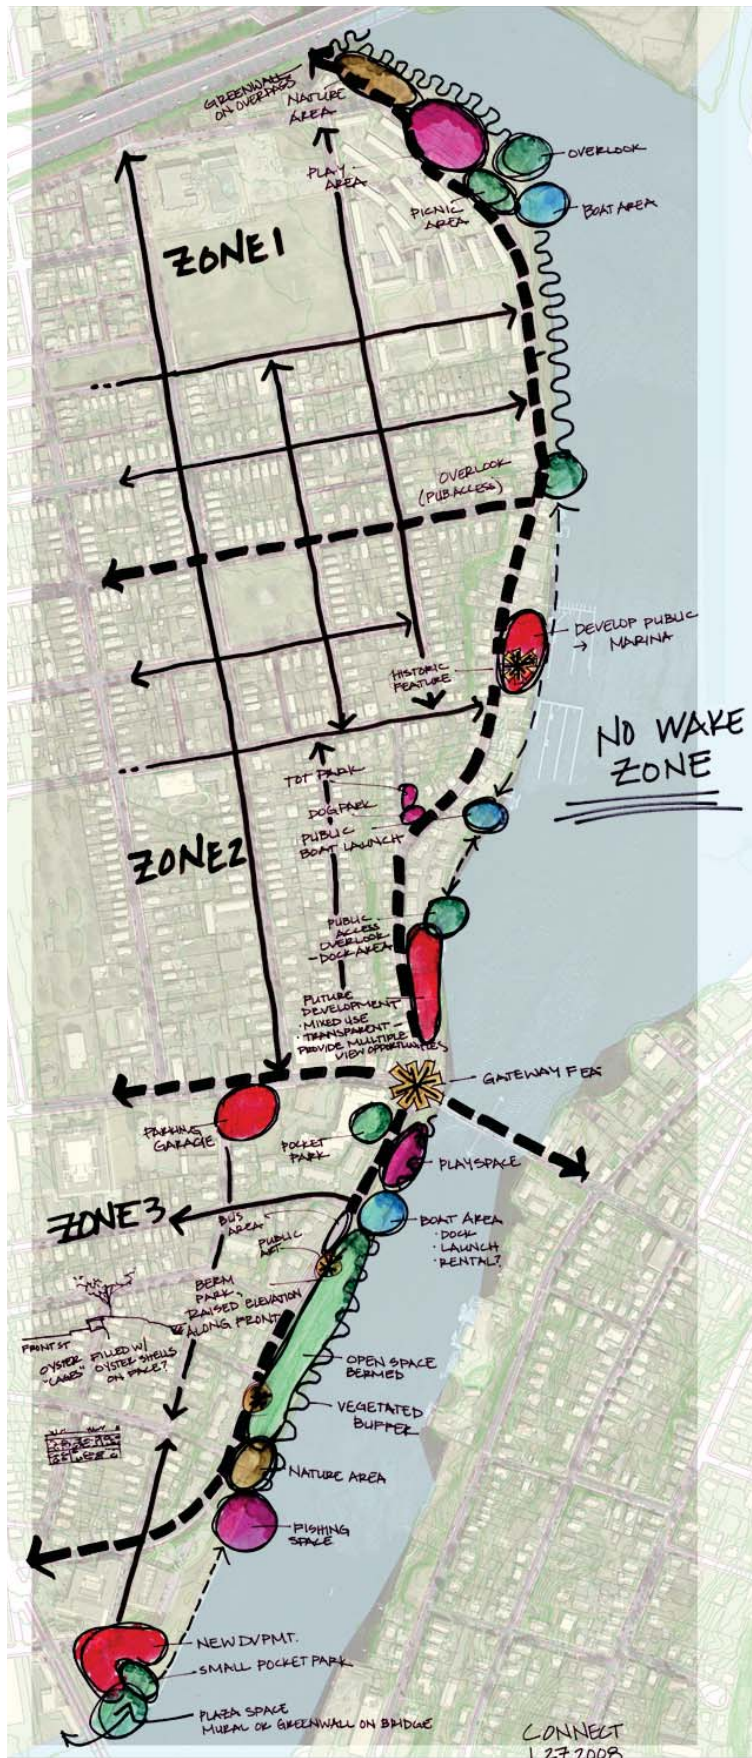 GREENWALL
ON OVERPASS
NATURE
AREA
PLAY
AREA
OVERLOOK
PICNIC
AREA
BOAT AREA
ZONE 1
OVERLOOK
(PUB. ACCESS)
DEVELOP PUBLIC
→ MARINA
HISTORIC
FEATURE
NO WAKE
ZONE
TOT PARK
DOG PARK
PUBLIC
BOAT LAUNCH
ZONE 2
PUBLIC
ACCESS
OVERLOOK
- DOCK AREA
FUTURE
DEVELOPMENT
· MIXED USE
· TRANSPARENT -
PROVIDE MULTIPLE
VIEW OPPORTUNITIES
GATEWAY FEA.
PARKING
GARAGE
POCKET
PARK
PLAYSPACE
ZONE 3
BUS
AREA
PUBLIC
ART
BOAT AREA
· DOCK
· LAUNCH
· RENTAL?
BERM
PARK,
RAISED ELEVATION
ALONG FRONT
FRONT ST
OYSTER FILLED W/
"CAGES" OYSTER SHELLS
ON FACE?
OPEN SPACE
BERMED
VEGETATED
BUFFER
NATURE AREA
FISHING
SPACE
NEW DVPMT.
SMALL POCKET PARK
PLAZA SPACE
MURAL OR GREENWALL ON BRIDGE
CONNECT
1.27.2008